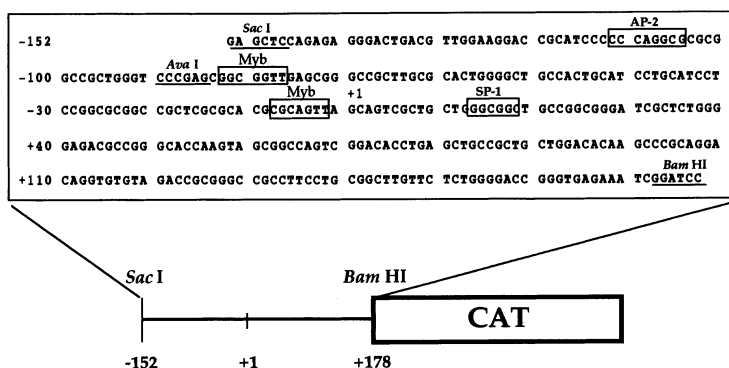 Sac I AP-2
-152 GA GCTCCAGAGA GGGACTGACG TTGGAAGGAC CGCATCCCCC CAGGCGCGCG
Ava I Myb
-100 GCCGCTGGGT CCCGAGCGGC GGTTGAGCGG GCCGCTTGCG CACTGGGGCT GCCACTGCAT CCTGCATCCT
Myb +1 SP-1
-30 CCGGCGCGGC CGCTCGCGCA CGCGCAGTTA GCAGTCGCTG CTGGGCGGCT GCCGGCGGGA TCGCTCTGGG
+40 GAGACGCCGG GCACCAAGTA GCGGCCAGTC GGACACCTGA GCTGCCGCTG CTGGACACAA GCCCGCAGGA
Bam HI
+110 CAGGTGTGTA GACCGCGGGC CGCCTTCCTG CGGCTTGTTC TCTGGGGACC GGGTGAGAAA TCGGATCC
Sac I Bam HI
CAT
-152 +1 +178